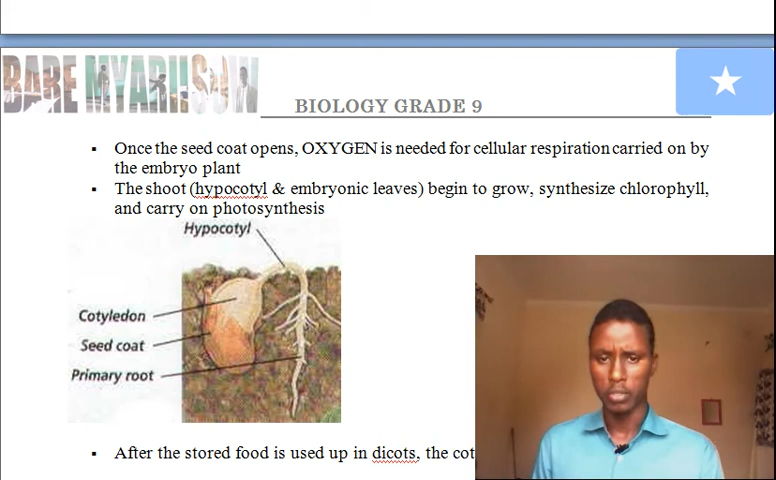 BARE MYARHSOW
BIOLOGY GRADE 9
▪ Once the seed coat opens, OXYGEN is needed for cellular respiration carried on by
the embryo plant
▪ The shoot (hypocotyl & embryonic leaves) begin to grow, synthesize chlorophyll,
and carry on photosynthesis
Hypocotyl
Cotyledon
Seed coat
Primary root
▪ After the stored food is used up in dicots, the cot